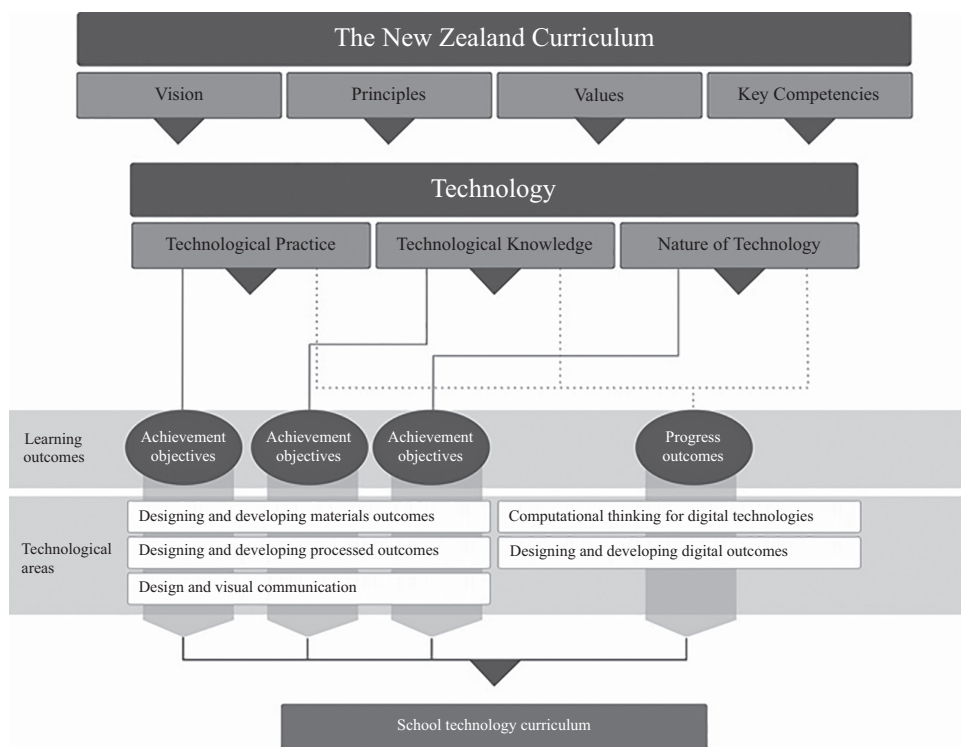 The New Zealand Curriculum
Vision
Principles
Values
Key Competencies
Technology
Technological Practice
Technological Knowledge
Nature of Technology
Learning
outcomes
Achievement
objectives
Achievement
objectives
Achievement
objectives
Progress
outcomes
Technological
areas
Designing and developing materials outcomes
Designing and developing processed outcomes
Design and visual communication
Computational thinking for digital technologies
Designing and developing digital outcomes
School technology curriculum